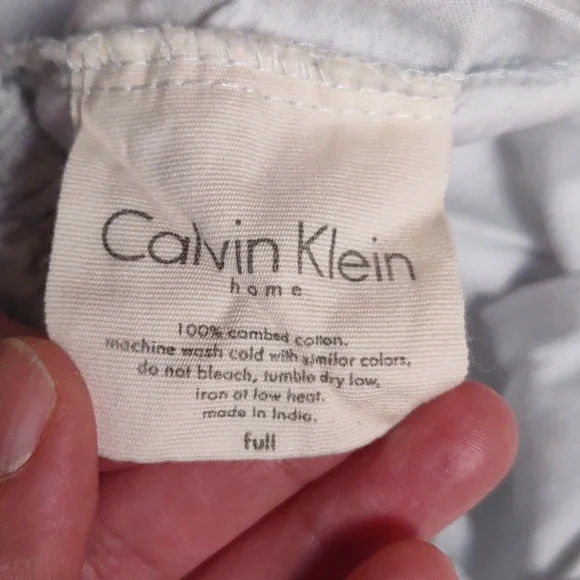 Calvin Klein
home
100% combed cotton.
machine wash cold with similar colors,
do not bleach, tumble dry low,
iron at low heat.
made in India.
full